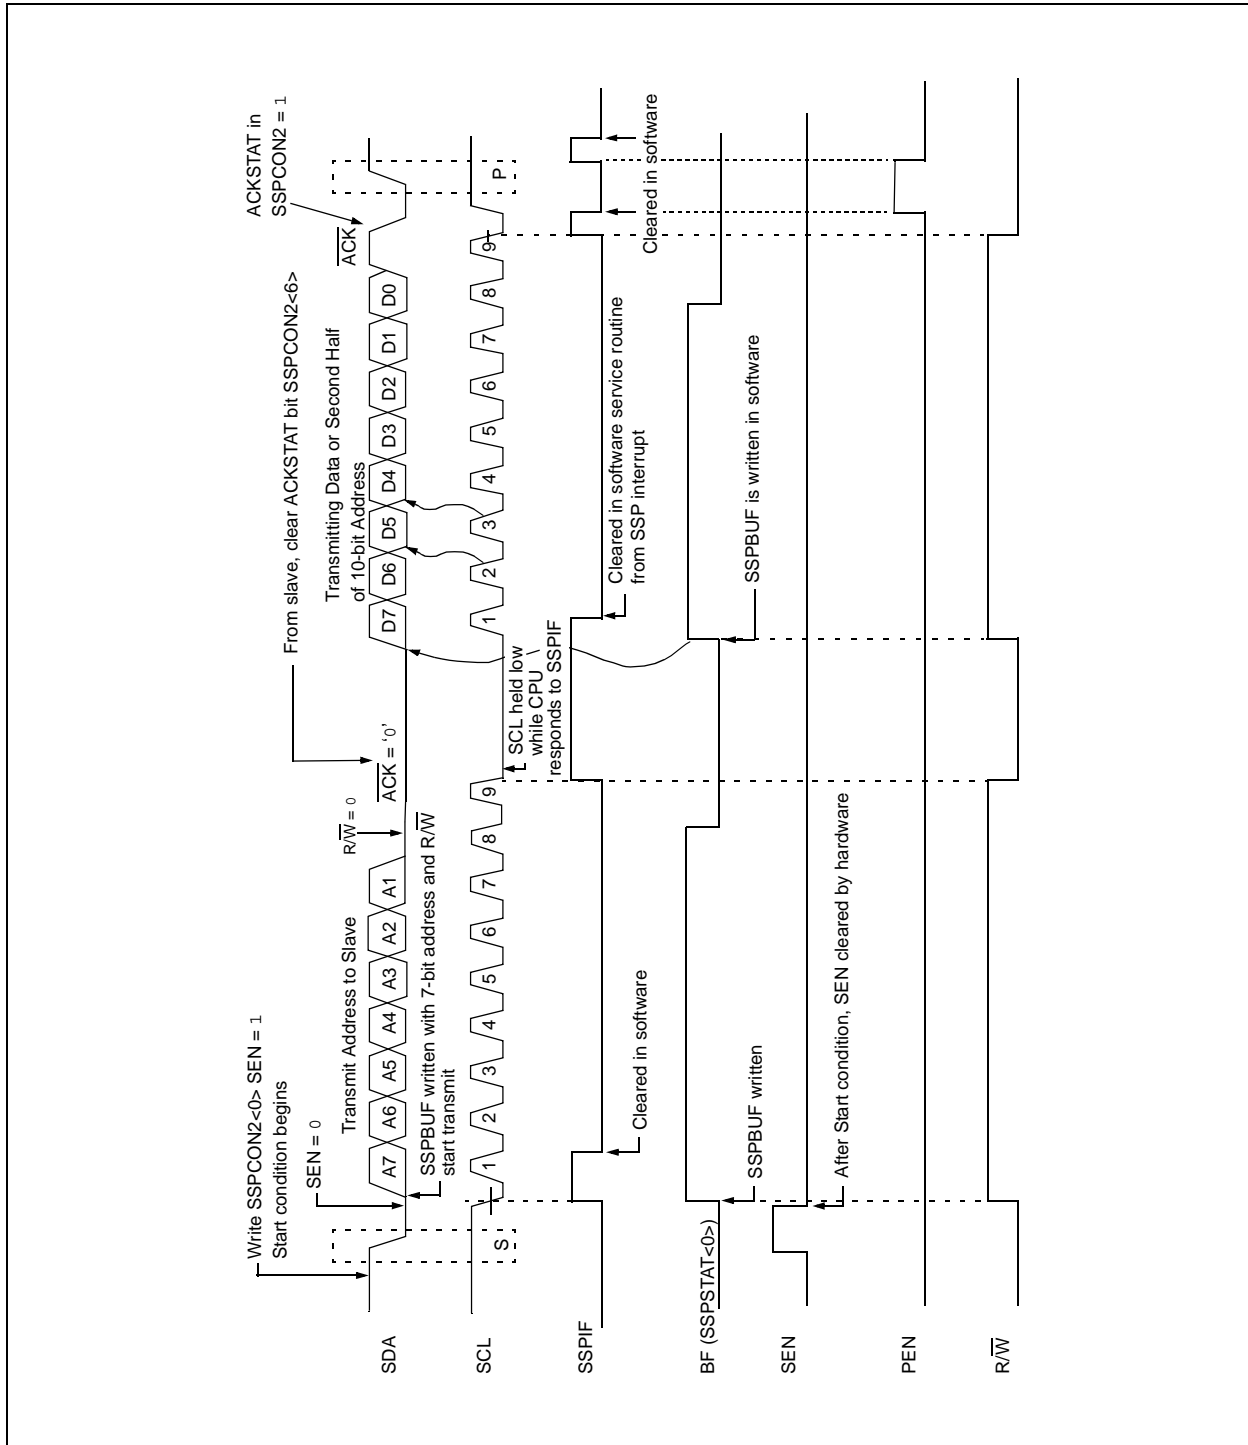 Write SSPCON2<0> SEN = 1
Start condition begins
SEN = 0
Transmit Address to Slave
R/W = 0
From slave, clear ACKSTAT bit SSPCON2<6>
ACK = '0'
Transmitting Data or Second Half
of 10-bit Address
ACKSTAT in
SSPCON2 = 1
ACK
SDA
A7 A6 A5 A4 A3 A2 A1
D7 D6 D5 D4 D3 D2 D1 D0
SSPBUF written with 7-bit address and R/W
start transmit
SCL
S
1 2 3 4 5 6 7 8 9
1 2 3 4 5 6 7 8 9
P
SCL held low
while CPU
responds to SSPIF
SSPIF
Cleared in software
Cleared in software service routine
from SSP interrupt
Cleared in software
BF (SSPSTAT<0>)
SSPBUF written
SSPBUF is written in software
SEN
After Start condition, SEN cleared by hardware
PEN
R/W